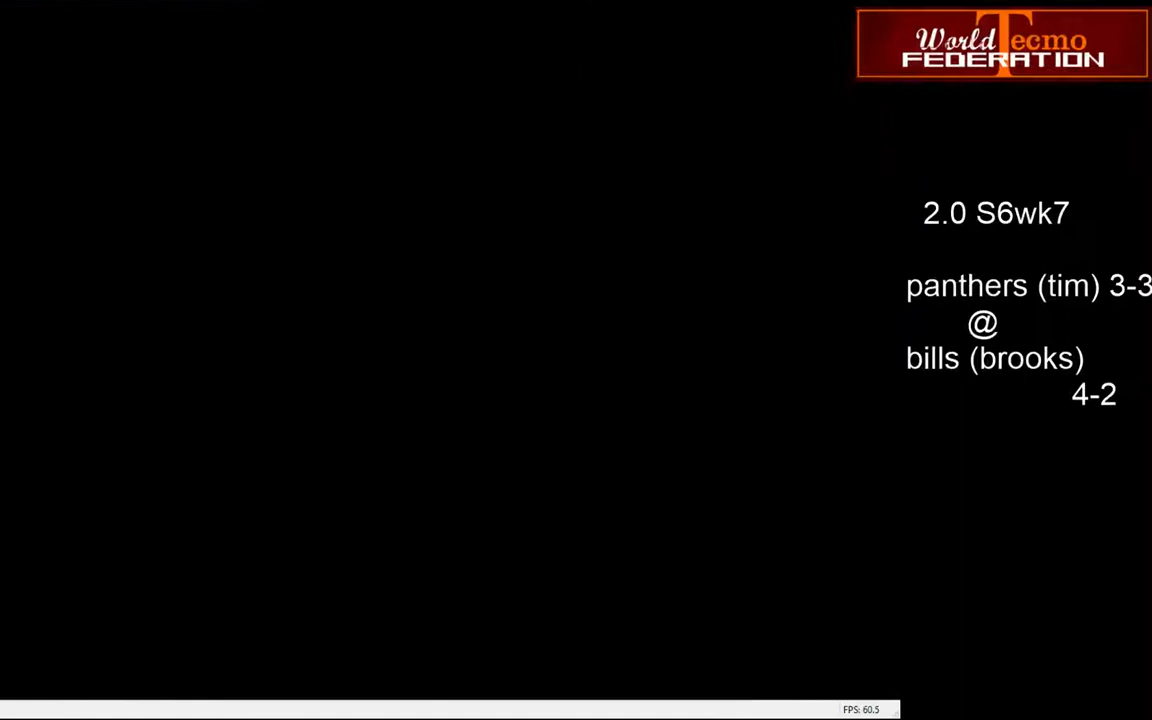 World Tecmo
FEDERATION
2.0 S6wk7
panthers (tim) 3-3
@
bills (brooks)
4-2
FPS: 60.5